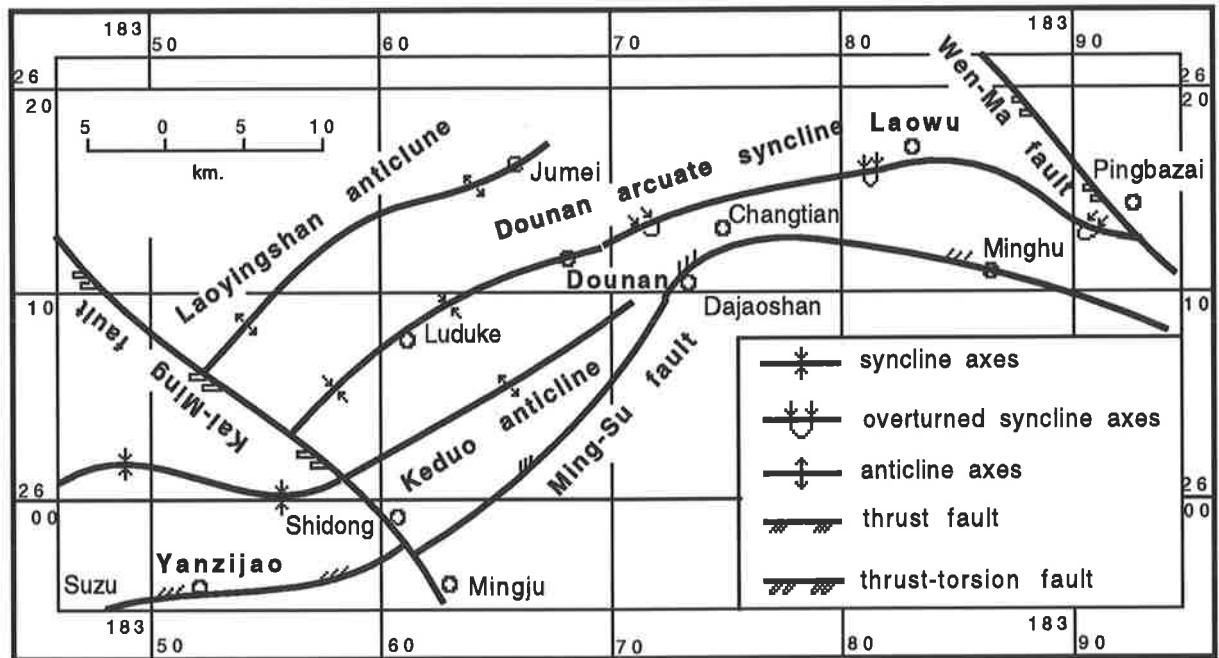 183 50 60 70 80 183 90
26 20
26 20
5 0 5 10
km.
Laoyingshan anticlune
Jumei
Dounan arcuate syncline
Laowu
Wen-Ma fault
Pingbazai
Changtian
Minghu
Dounan
Dajaoshan
10
10
Kai-Ming fault
Luduke
Keduo anticline
Ming-Su fault
26 00
26 00
Shidong
Yanzijao
Suzu
Mingju
syncline axes
overturned syncline axes
anticline axes
thrust fault
thrust-torsion fault
183 50 60 70 80 183 90